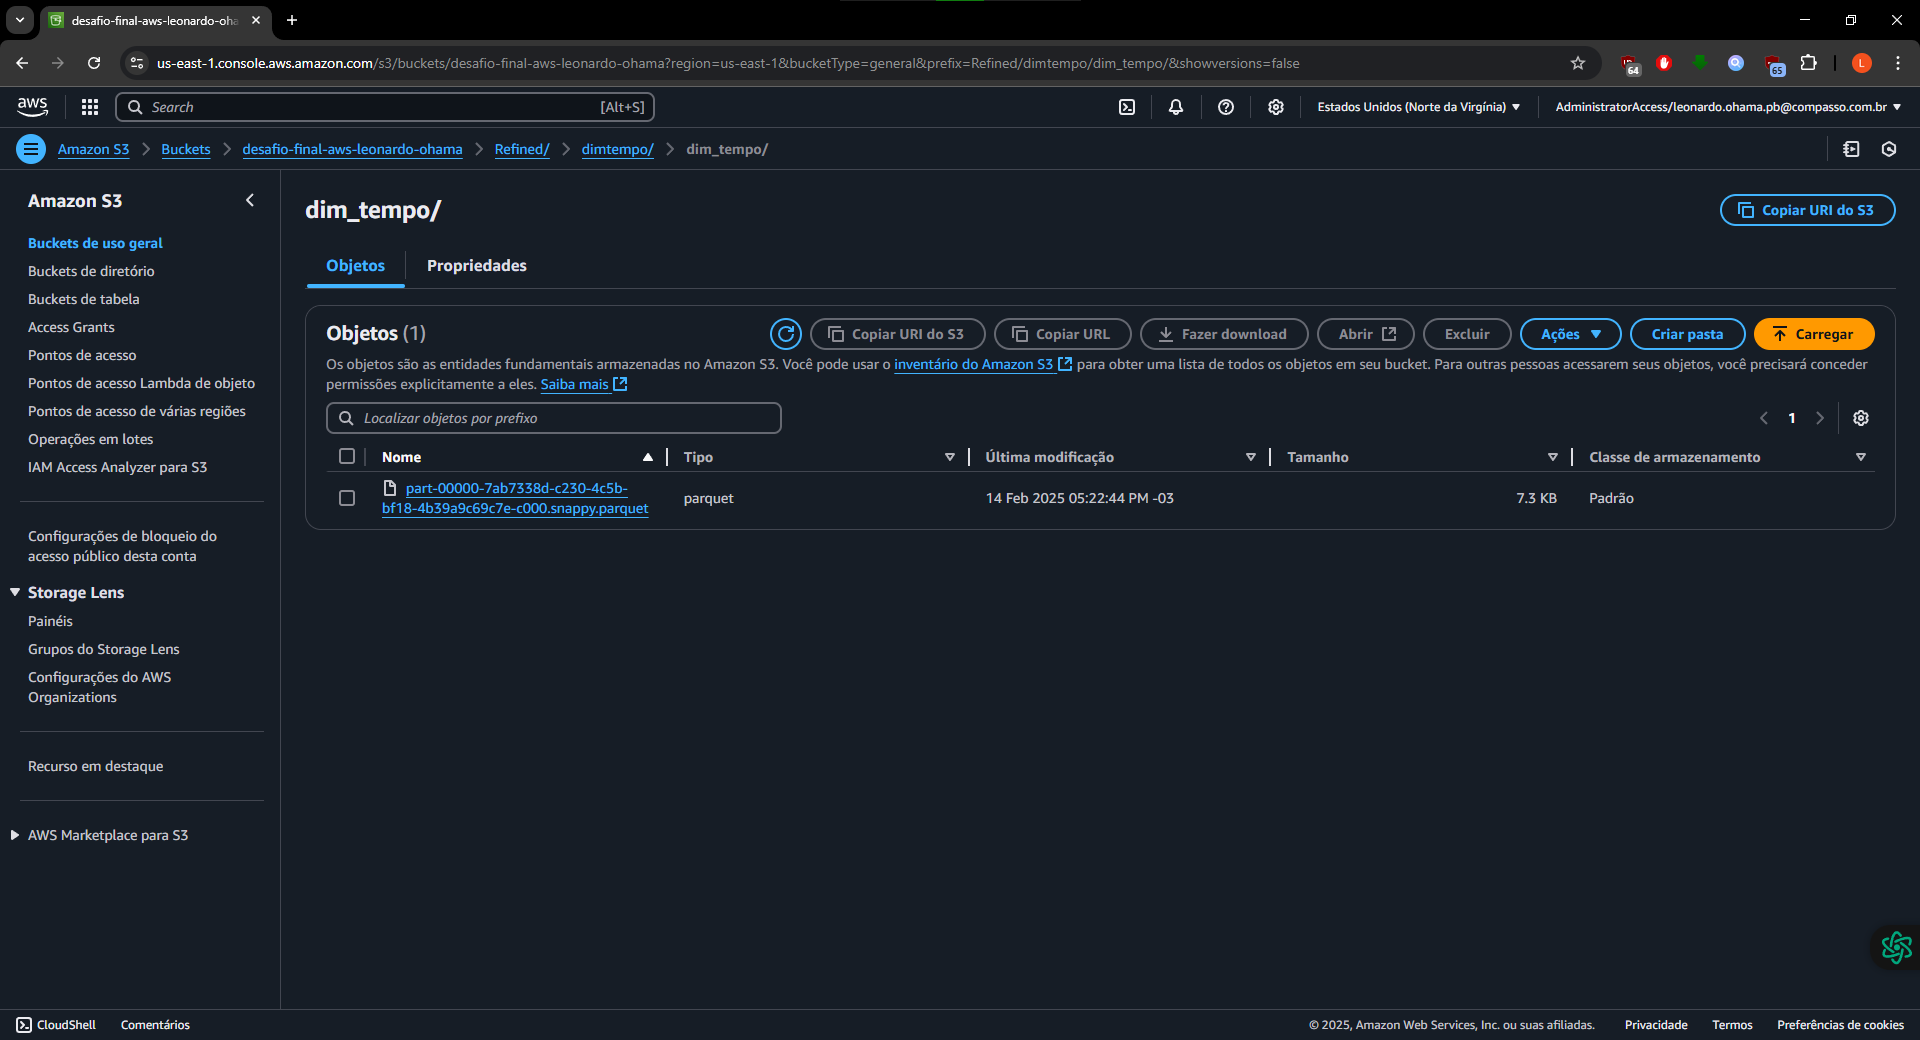 desafio-final-aws-leonardo-oha
us-east-1.console.aws.amazon.com/s3/buckets/desafio-final-aws-leonardo-ohama?region=us-east-1&bucketType=general&prefix=Refined/dimtempo/dim_tempo/&showversions=false
64
65
L
aws
Search
[Alt+S]
Estados Unidos (Norte da Virgínia)
AdministratorAccess/leonardo.ohama.pb@compasso.com.br
Amazon S3
Buckets
desafio-final-aws-leonardo-ohama
Refined/
dimtempo/
dim_tempo/
Amazon S3
Buckets de uso geral
Buckets de diretório
Buckets de tabela
Access Grants
Pontos de acesso
Pontos de acesso Lambda de objeto
Pontos de acesso de várias regiões
Operações em lotes
IAM Access Analyzer para S3
Configurações de bloqueio do
acesso público desta conta
Storage Lens
Painéis
Grupos do Storage Lens
Configurações do AWS
Organizations
Recurso em destaque
AWS Marketplace para S3
dim_tempo/
Copiar URI do S3
Objetos
Propriedades
Objetos (1)
Copiar URI do S3
Copiar URL
Fazer download
Abrir
Excluir
Ações
Criar pasta
Carregar
Os objetos são as entidades fundamentais armazenadas no Amazon S3. Você pode usar o inventário do Amazon S3 para obter uma lista de todos os objetos em seu bucket. Para outras pessoas acessarem seus objetos, você precisará conceder
permissões explicitamente a eles. Saiba mais
Localizar objetos por prefixo
1
Nome
Tipo
Última modificação
Tamanho
Classe de armazenamento
part-00000-7ab7338d-c230-4c5b-
bf18-4b39a9c69c7e-c000.snappy.parquet
parquet
14 Feb 2025 05:22:44 PM -03
7.3 KB
Padrão
CloudShell
Comentários
© 2025, Amazon Web Services, Inc. ou suas afiliadas.
Privacidade
Termos
Preferências de cookies